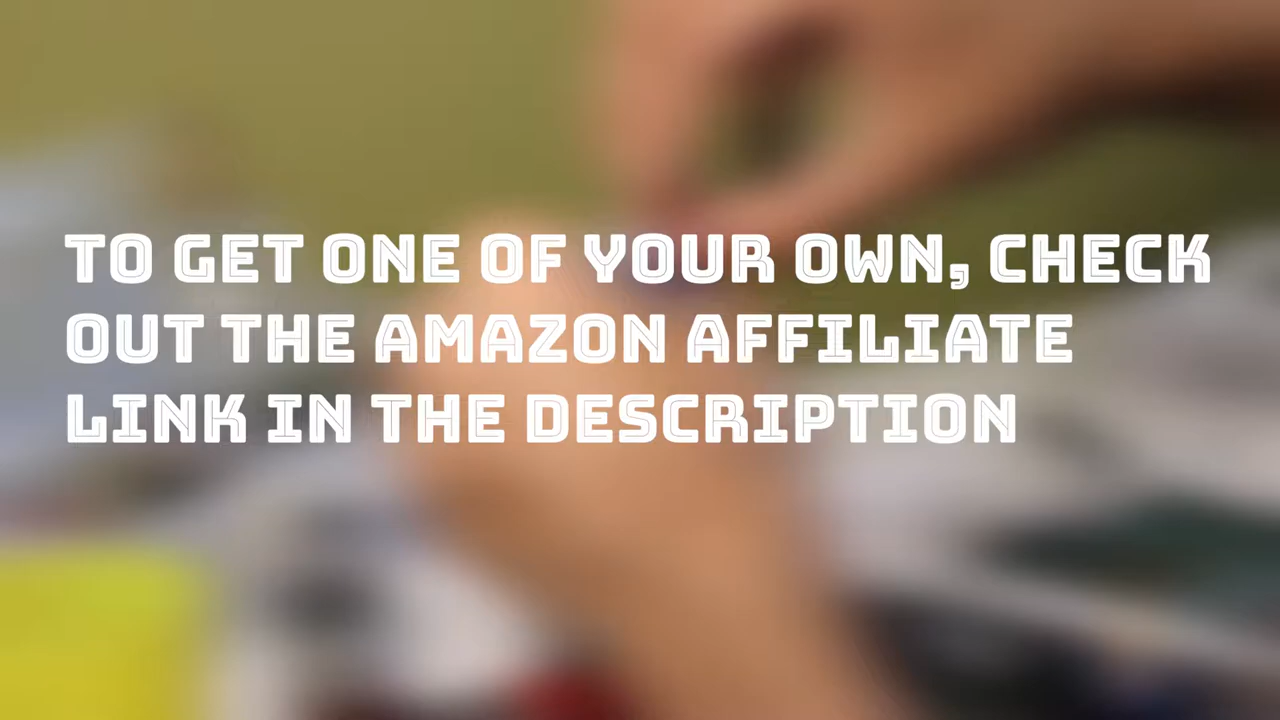 TO GET ONE OF YOUR OWN, CHECK
OUT THE AMAZON AFFILIATE
LINK IN THE DESCRIPTION